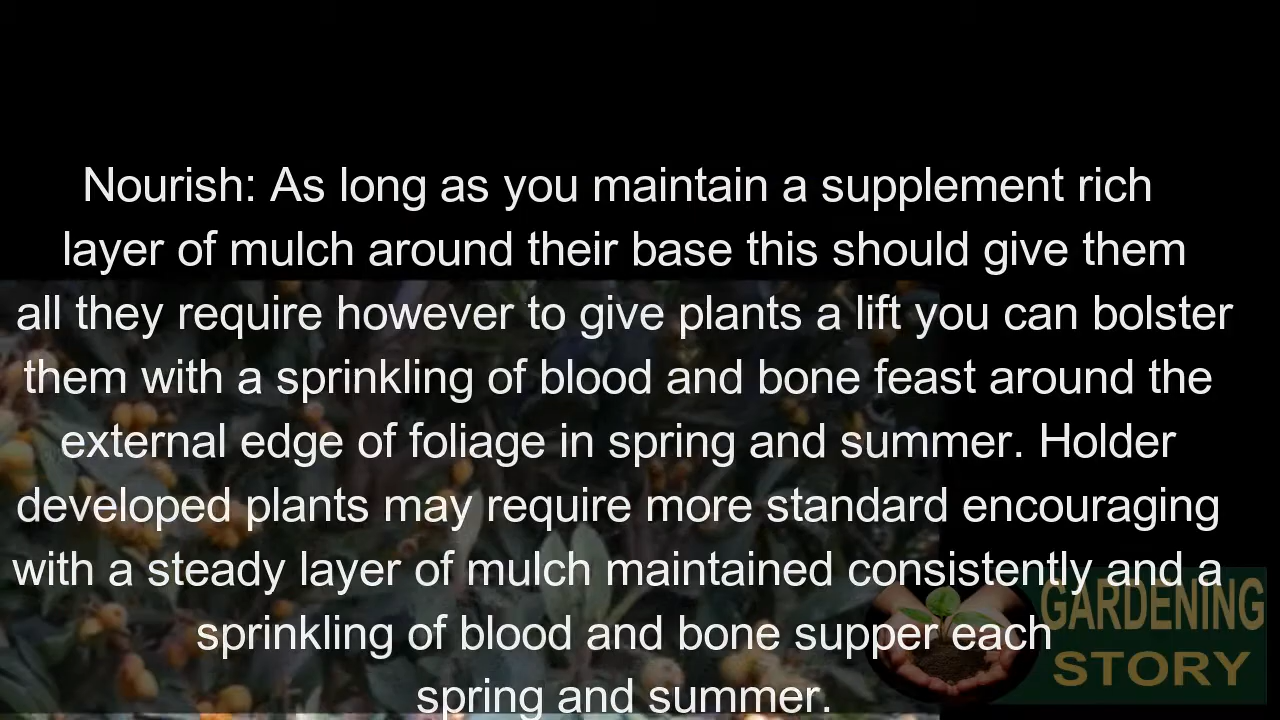 Nourish: As long as you maintain a supplement rich
layer of mulch around their base this should give them
all they require however to give plants a lift you can bolster
them with a sprinkling of blood and bone feast around the
external edge of foliage in spring and summer. Holder
developed plants may require more standard encouraging
with a steady layer of mulch maintained consistently and a
sprinkling of blood and bone supper each
spring and summer.
GARDENING
STORY